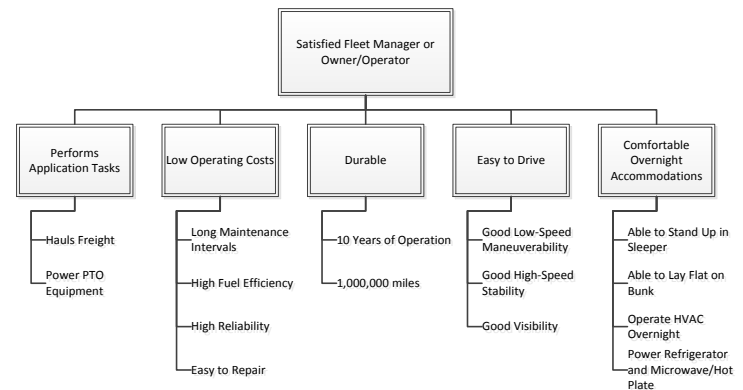 Satisfied Fleet Manager or
Owner/Operator
Performs
Application Tasks
Low Operating Costs
Durable
Easy to Drive
Comfortable
Overnight
Accommodations
Hauls Freight
Power PTO
Equipment
Long Maintenance
Intervals
High Fuel Efficiency
High Reliability
Easy to Repair
10 Years of Operation
1,000,000 miles
Good Low-Speed
Maneuverability
Good High-Speed
Stability
Good Visibility
Able to Stand Up in
Sleeper
Able to Lay Flat on
Bunk
Operate HVAC
Overnight
Power Refrigerator
and Microwave/Hot
Plate